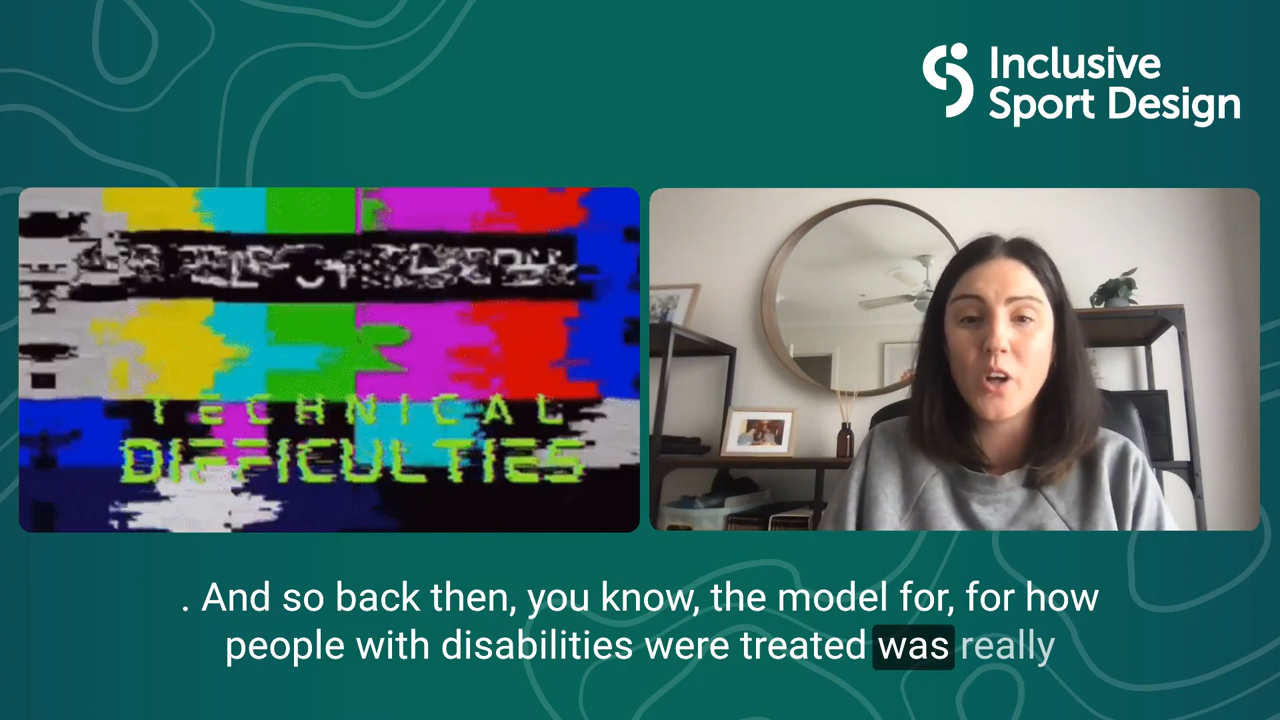 Inclusive
Sport Design
TECHNICAL
DIFFICULTIES
. And so back then, you know, the model for, for how
people with disabilities were treated was really